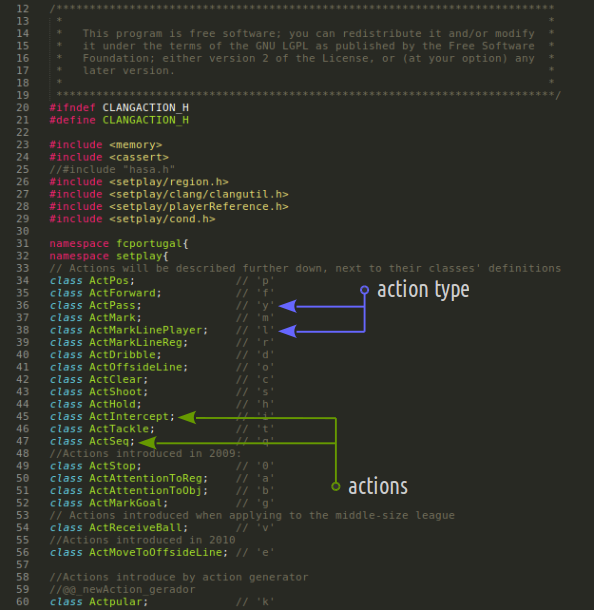 12 /***************************************************************************
13 * *
14 * This program is free software; you can redistribute it and/or modify *
15 * it under the terms of the GNU LGPL as published by the Free Software *
16 * Foundation; either version 2 of the License, or (at your option) any *
17 * later version. *
18 * *
19 ***************************************************************************/
20 #ifndef CLANGACTION_H
21 #define CLANGACTION_H
22
23 #include <memory>
24 #include <cassert>
25 //#include "hasa.h"
26 #include <setplay/region.h>
27 #include <setplay/clang/clangutil.h>
28 #include <setplay/playerReference.h>
29 #include <setplay/cond.h>
30
31 namespace fcportugal{
32 namespace setplay{
33 // Actions will be described further down, next to their classes' definitions
34 class ActPos; // 'p'
35 class ActForward; // 'f'
36 class ActPass; // 'y'
37 class ActMark; // 'm'
38 class ActMarkLinePlayer; // 'l'
39 class ActMarkLineReg; // 'r'
40 class ActDribble; // 'd'
41 class ActOffsideLine; // 'o'
42 class ActClear; // 'c'
43 class ActShoot; // 's'
44 class ActHold; // 'h'
45 class ActIntercept; // 'i'
46 class ActTackle; // 't'
47 class ActSeq; // 'q'
48 //Actions introduced in 2009:
49 class ActStop; // '0'
50 class ActAttentionToReg; // 'a'
51 class ActAttentionToObj; // 'b'
52 class ActMarkGoal; // 'g'
53 // Actions introduced when applying to the middle-size league
54 class ActReceiveBall; // 'v'
55 //Actions introduced in 2010
56 class ActMoveToOffsideLine; // 'e'
57
58 //Actions introduce by action generator
59 //@@_newAction_gerador
60 class Actpular; // 'k'
action type
actions